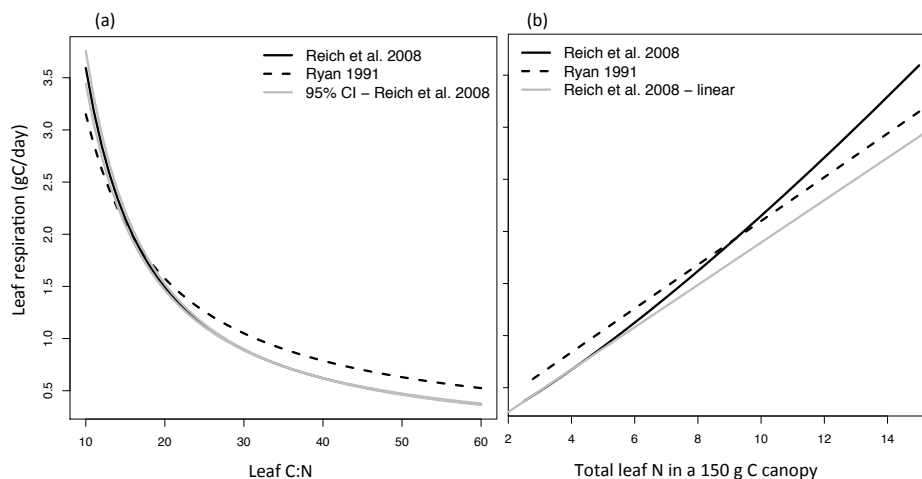 (a)
Reich et al. 2008
Ryan 1991
95% CI – Reich et al. 2008
Leaf respiration (gC/day)
3.5
3.0
2.5
2.0
1.5
1.0
0.5
10 20 30 40 50 60
Leaf C:N
(b)
Reich et al. 2008
Ryan 1991
Reich et al. 2008 – linear
2 4 6 8 10 12 14
Total leaf N in a 150 g C canopy